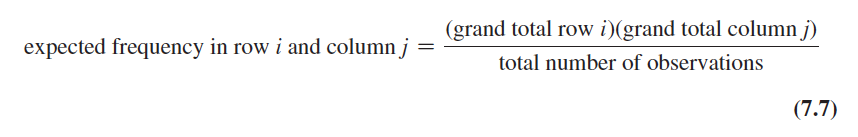 expected frequency in row i and column j = (grand total row i)(grand total column j)
total number of observations
(7.7)